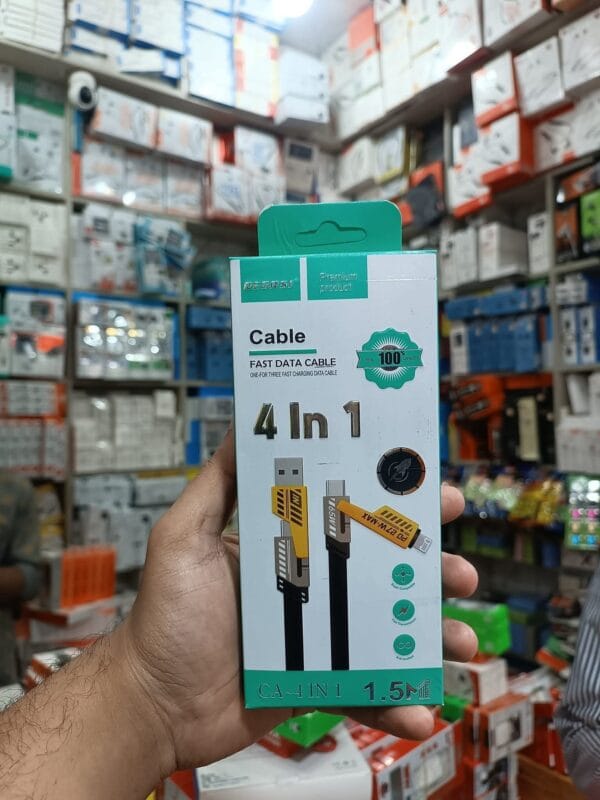 Premium
product
Cable
FAST DATA CABLE
ONE-FOR THREE FAST CHARGING DATA CABLE
100%
4 In 1
65W
PD 27W-MAX
CA-4 IN 1
1.5M